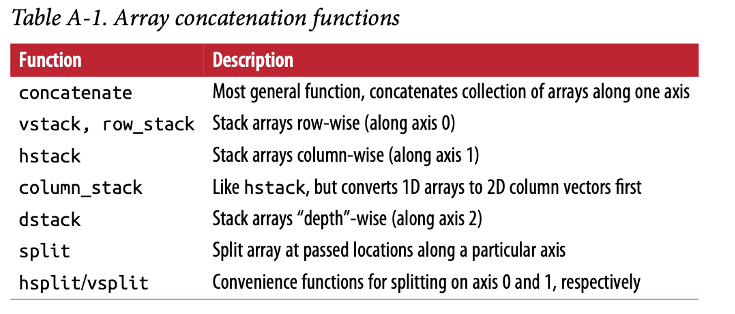 Table A-1. Array concatenation functions
Function Description
concatenate Most general function, concatenates collection of arrays along one axis
vstack, row_stack Stack arrays row-wise (along axis 0)
hstack Stack arrays column-wise (along axis 1)
column_stack Like hstack, but converts 1D arrays to 2D column vectors first
dstack Stack arrays “depth”-wise (along axis 2)
split Split array at passed locations along a particular axis
hsplit/vsplit Convenience functions for splitting on axis 0 and 1, respectively